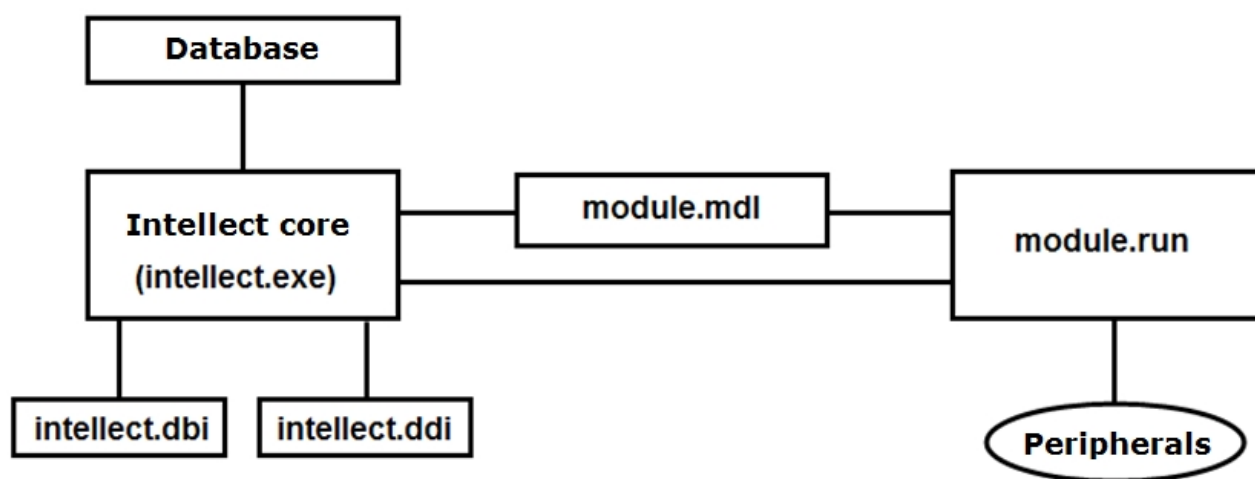 Database
Intellect core
(intellect.exe)
module.mdl
module.run
intellect.dbi
intellect.ddi
Peripherals